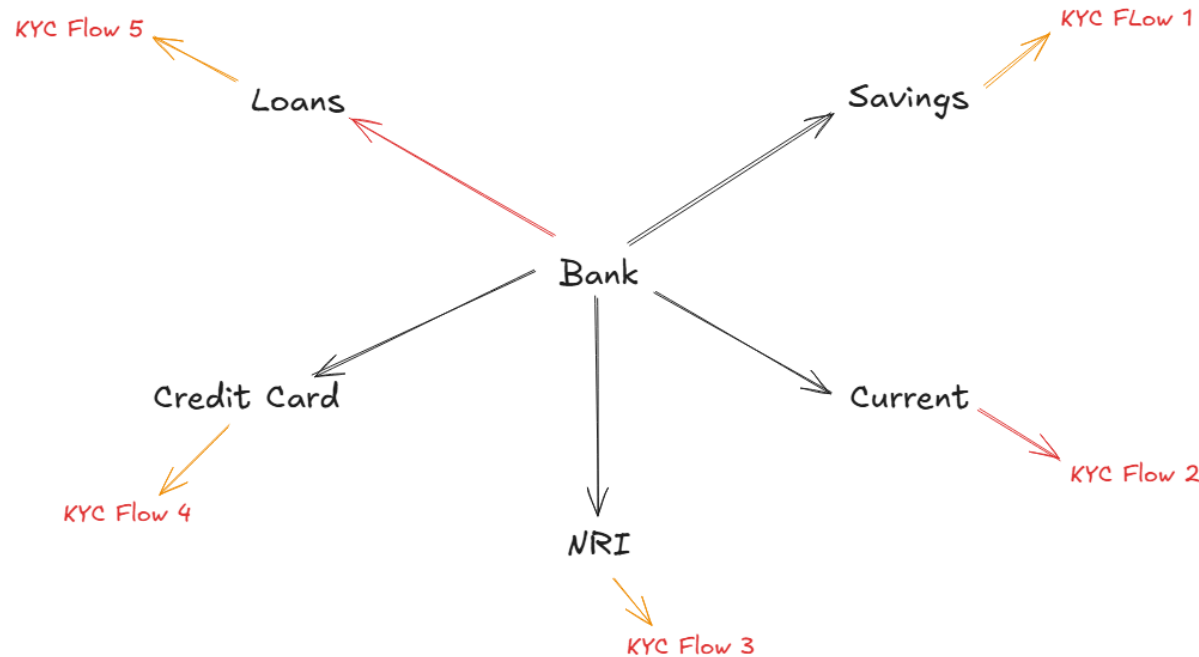 KYC Flow 5
KYC FLow 1
Loans
Savings
Bank
Credit Card
Current
KYC Flow 4
KYC Flow 2
NRI
KYC Flow 3